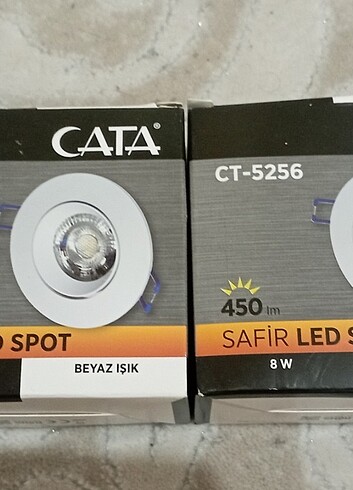 CATA
SPOT
BEYAZ IŞIK
CT-5256
450 lm
SAFİR LED
8 W